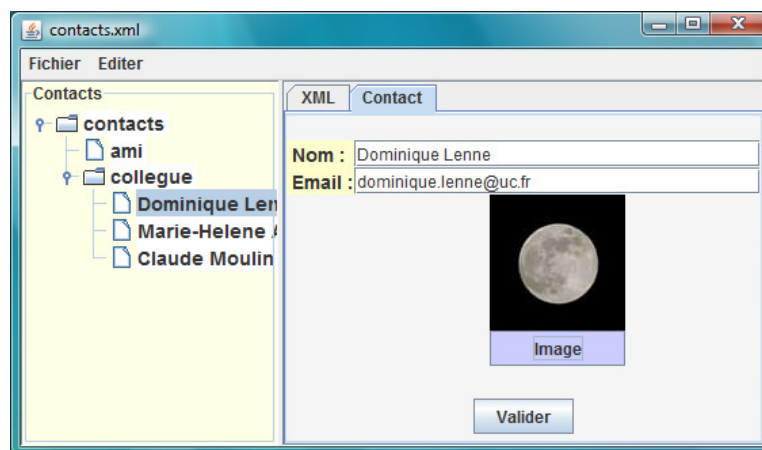 contacts.xml
Fichier Editer
Contacts
contacts
ami
collegue
Dominique Len
Marie-Helene
Claude Moulin
XML Contact
Nom : Dominique Lenne
Email : dominique.lenne@uc.fr
Image
Valider